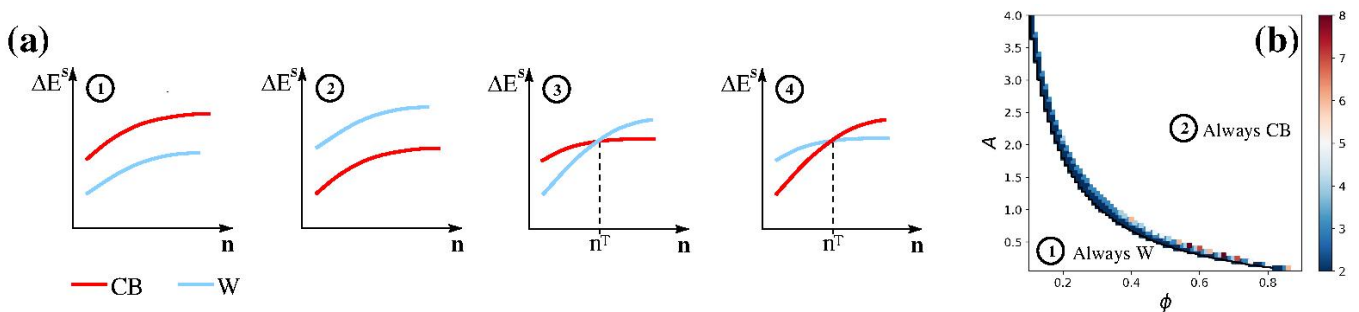 (a)
ΔE^s
1
n
ΔE^s
2
n
ΔE^s
3
n^T
n
ΔE^s
4
n^T
n
CB
W
(b)
4.0
3.5
3.0
2.5
2.0
1.5
1.0
0.5
A
2 Always CB
1 Always W
0.2
0.4
0.6
0.8
ϕ
8
7
6
5
4
3
2